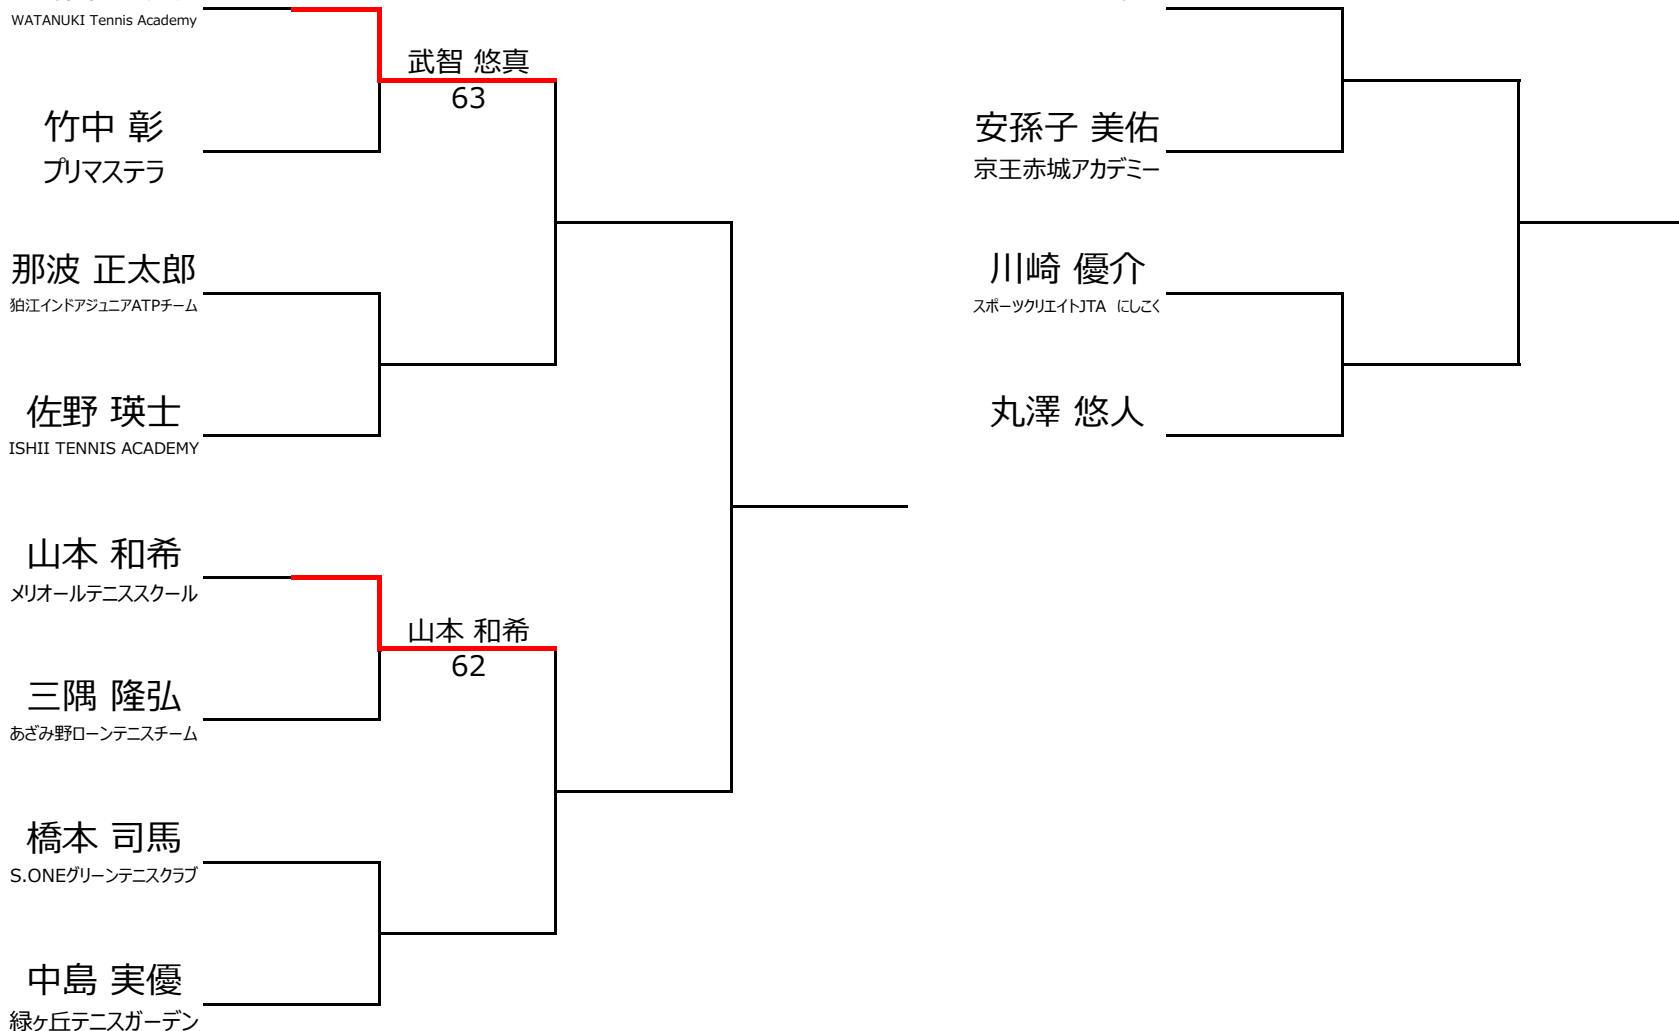 WATANUKI Tennis Academy
武智 悠真
63
竹中 彰
プリマステラ
那波 正太郎
狛江インドアジュニアATPチーム
佐野 瑛士
ISHII TENNIS ACADEMY
山本 和希
メリオールテニススクール
山本 和希
62
三隅 隆弘
あざみ野ローンテニスチーム
橋本 司馬
S.ONEグリーンテニスクラブ
中島 実優
緑ヶ丘テニスガーデン
安孫子 美佑
京王赤城アカデミー
川崎 優介
スポーツクリエイトJTA にしこく
丸澤 悠人